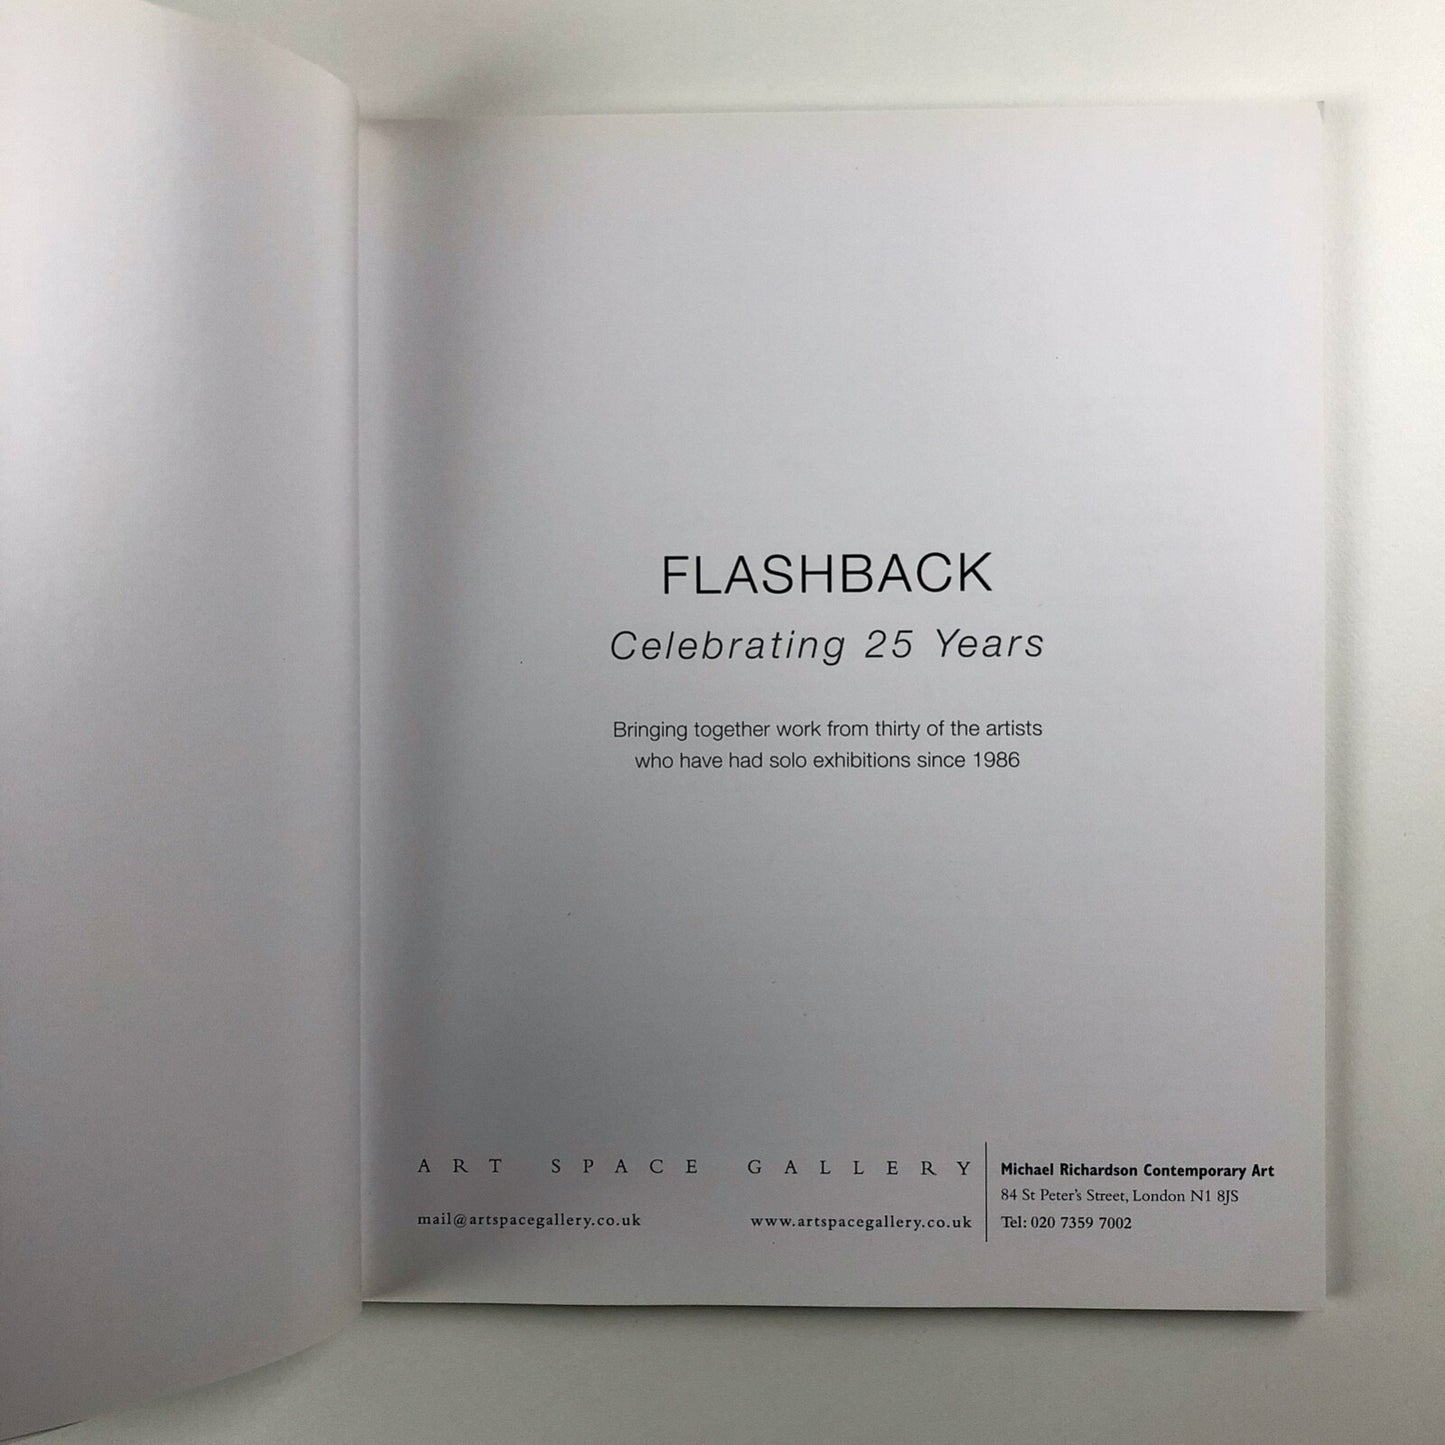 FLASHBACK
Celebrating 25 Years
Bringing together work from thirty of the artists
who have had solo exhibitions since 1986
ART SPACE GALLERY
mail@artspacegallery.co.uk www.artspacegallery.co.uk
Michael Richardson Contemporary Art
84 St Peter's Street, London N1 8JS
Tel: 020 7359 7002